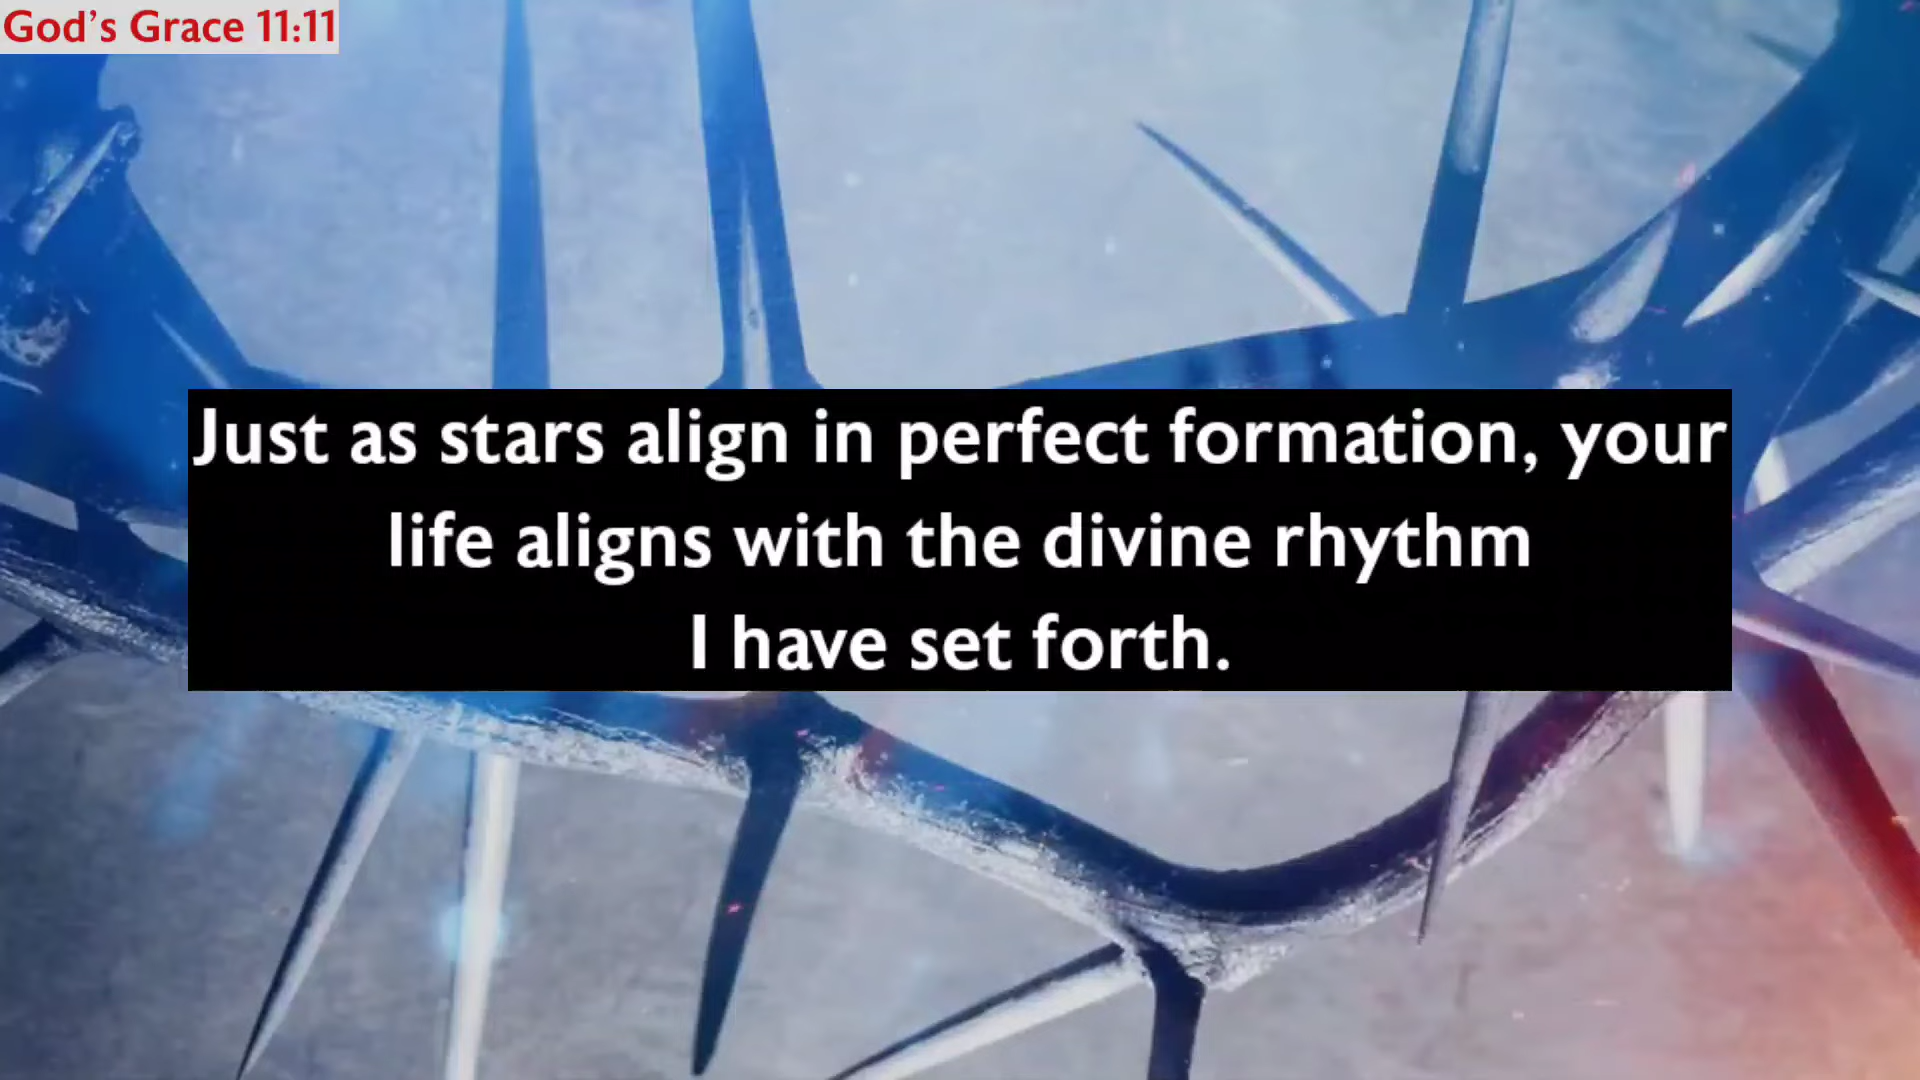 God’s Grace 11:11
Just as stars align in perfect formation, your
life aligns with the divine rhythm
I have set forth.